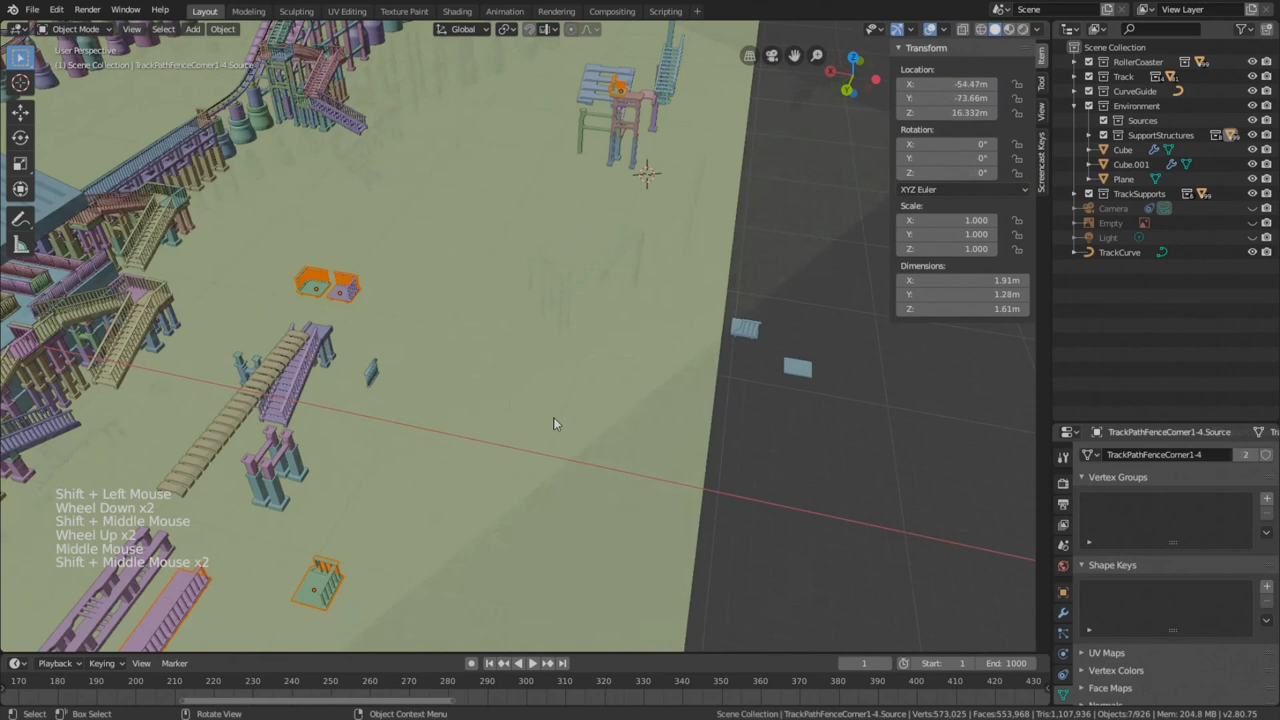 File Edit Render Window Help
Layout Modeling Sculpting UV Editing Texture Paint Shading Animation Rendering Compositing Scripting +
Scene
View Layer
Object Mode View Select Add Object
Global
User Perspective
(1) Scene Collection | TrackPathFenceCorner1-4.Source
Transform
Location:
X: -54.47m
Y: -73.66m
Z: 16.332m
Rotation:
X: 0°
Y: 0°
Z: 0°
XYZ Euler
Scale:
X: 1.000
Y: 1.000
Z: 1.000
Dimensions:
X: 1.91m
Y: 1.28m
Z: 1.61m
Item
Tool
View
Screencast Keys
Z
X
Y
Scene Collection
RollerCoaster
Track
CurveGuide
Environment
Sources
SupportStructures
Cube
Cube.001
Plane
TrackSupports
Camera
Empty
Light
TrackCurve
TrackPathFenceCorner1-4.Source
TrackPathFenceCorner1-4 2
Vertex Groups
Shape Keys
UV Maps
Vertex Colors
Face Maps
Shift + Left Mouse
Wheel Down x2
Shift + Middle Mouse
Wheel Up x2
Middle Mouse
Shift + Middle Mouse x2
Playback Keying View Marker
1 Start: 1 End: 1000
170 180 190 200 210 220 230 240 250 260 270 280 290 300 310 320 330 340 350 360 370 380 390 400 410 420 430
Select Box Select Rotate View Object Context Menu
Scene Collection | TrackPathFenceCorner1-4.Source | Verts:573,025 | Faces:553,968 | Tris:1,107,936 | Objects:7/926 | Mem: 204.8 MB | v2.80.75